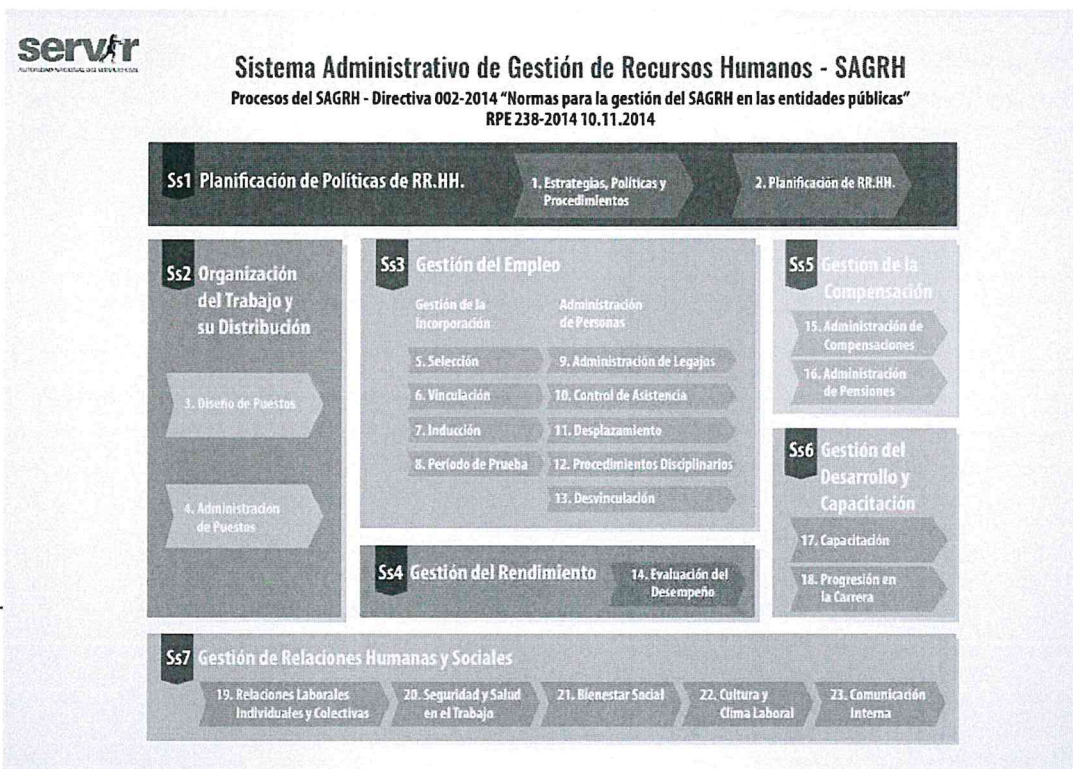 servir
AUTORIDAD NACIONAL DEL SERVICIO CIVIL
Sistema Administrativo de Gestión de Recursos Humanos - SAGRH
Procesos del SAGRH - Directiva 002-2014 “Normas para la gestión del SAGRH en las entidades públicas”
RPE 238-2014 10.11.2014
Ss1 Planificación de Políticas de RR.HH.
1. Estrategias, Políticas y
Procedimientos
2. Planificación de RR.HH.
Ss2 Organización
del Trabajo y
su Distribución
3. Diseño de Puestos
4. Administración
de Puestos
Ss3 Gestión del Empleo
Gestión de la
Incorporación
5. Selección
6. Vinculación
7. Inducción
8. Período de Prueba
Administración
de Personas
9. Administración de Legajos
10. Control de Asistencia
11. Desplazamiento
12. Procedimientos Disciplinarios
13. Desvinculación
Ss4 Gestión del Rendimiento
14. Evaluación del
Desempeño
Ss5 Gestión de la
Compensación
15. Administración de
Compensaciones
16. Administración
de Pensiones
Ss6 Gestión del
Desarrollo y
Capacitación
17. Capacitación
18. Progresión en
la Carrera
Ss7 Gestión de Relaciones Humanas y Sociales
19. Relaciones Laborales
Individuales y Colectivas
20. Seguridad y Salud
en el Trabajo
21. Bienestar Social
22. Cultura y
Clima Laboral
23. Comunicación
Interna